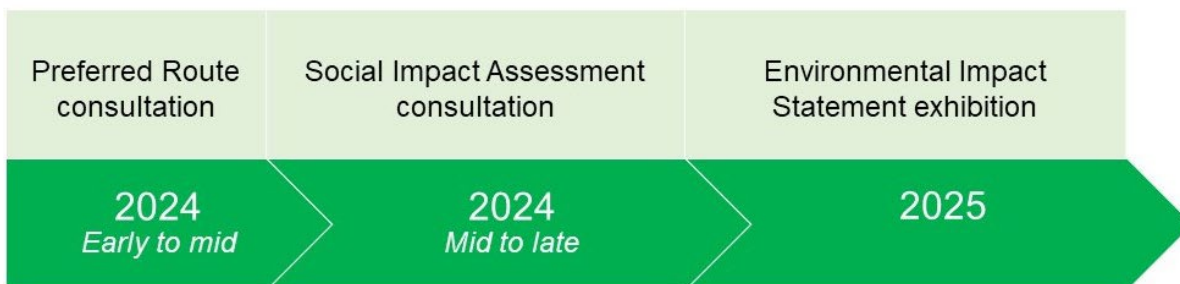 Preferred Route
consultation
Social Impact Assessment
consultation
Environmental Impact
Statement exhibition
2024
Early to mid
2024
Mid to late
2025